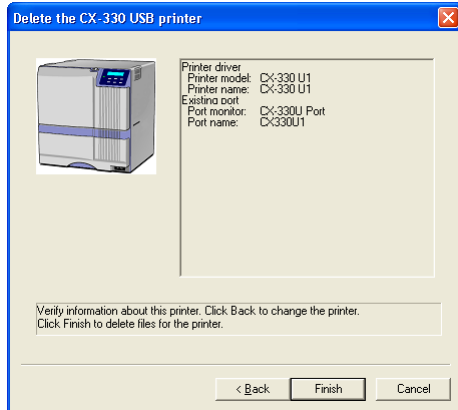 Delete the CX-330 USB printer
Printer driver
Printer model: CX-330 U1
Printer name: CX-330 U1
Existing port
Port monitor: CX-330U Port
Port name: CX330U1
Verify information about this printer. Click Back to change the printer.
Click Finish to delete files for the printer.
< Back Finish Cancel